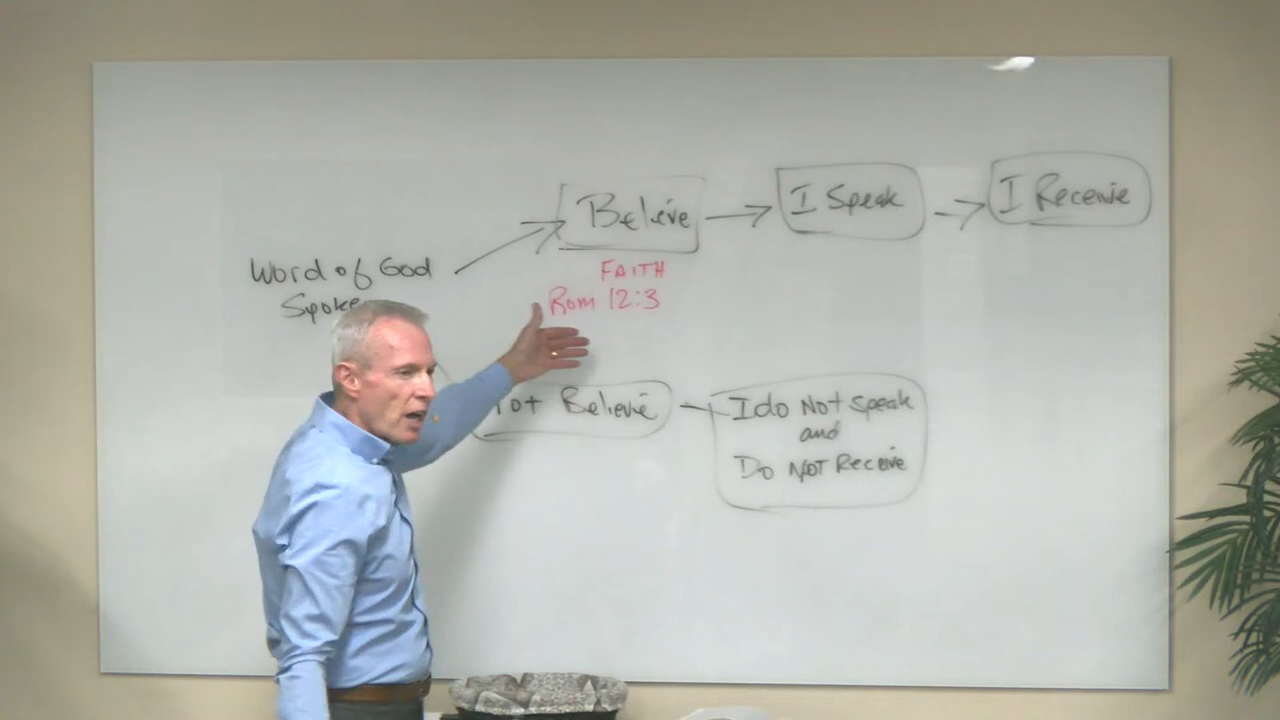 Believe
I Speak
I Receive
Word of God
FAITH
Rom 12:3
Believe
I do Not Speak
and
Do NOT Receive